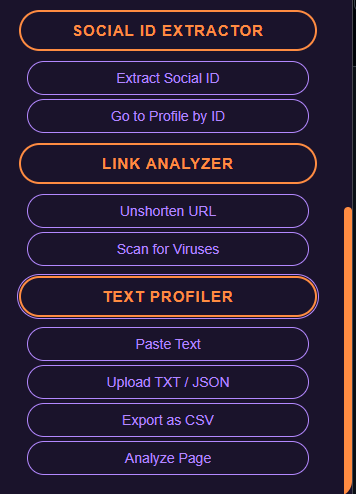 SOCIAL ID EXTRACTOR
Extract Social ID
Go to Profile by ID
LINK ANALYZER
Unshorten URL
Scan for Viruses
TEXT PROFILER
Paste Text
Upload TXT / JSON
Export as CSV
Analyze Page